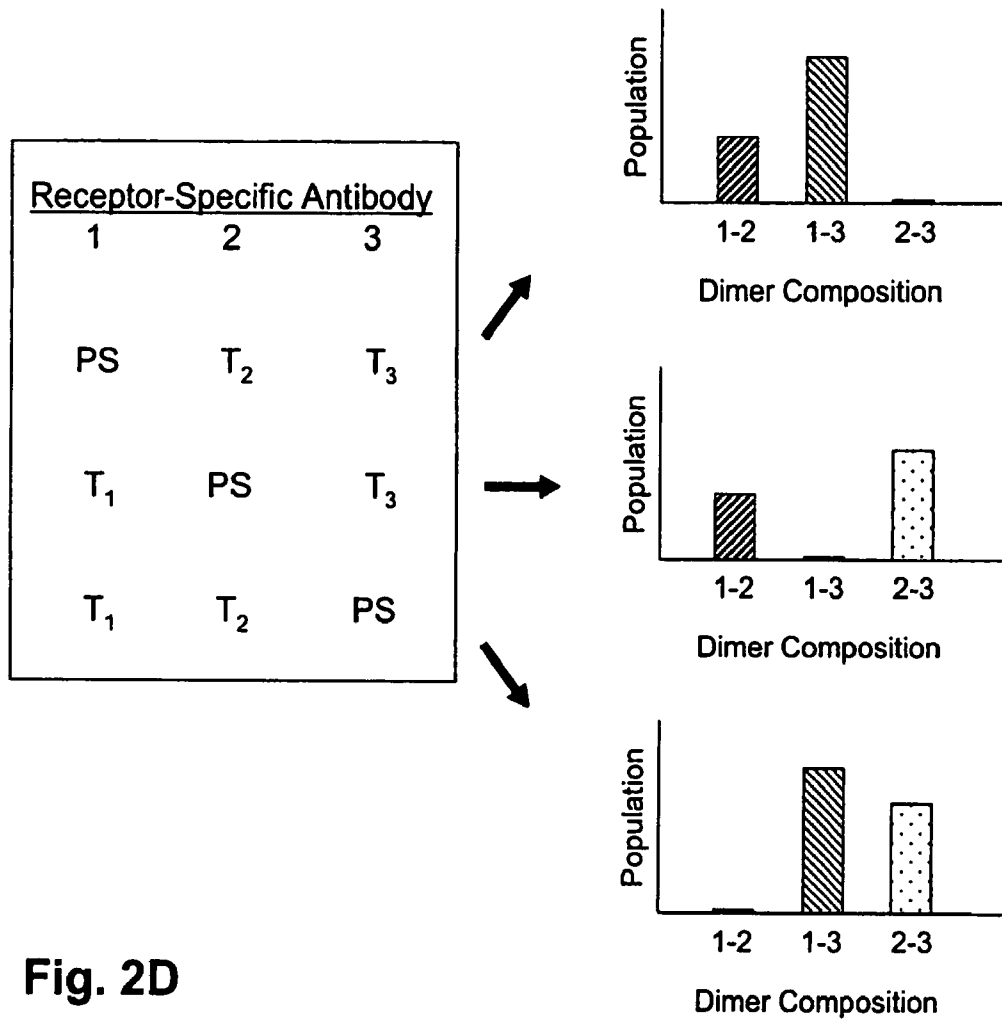 Receptor-Specific Antibody
1 2 3
PS T₂ T₃
T₁ PS T₃
T₁ T₂ PS
Population
1-2 1-3 2-3
Dimer Composition
Population
1-2 1-3 2-3
Dimer Composition
Population
1-2 1-3 2-3
Dimer Composition
Fig. 2D